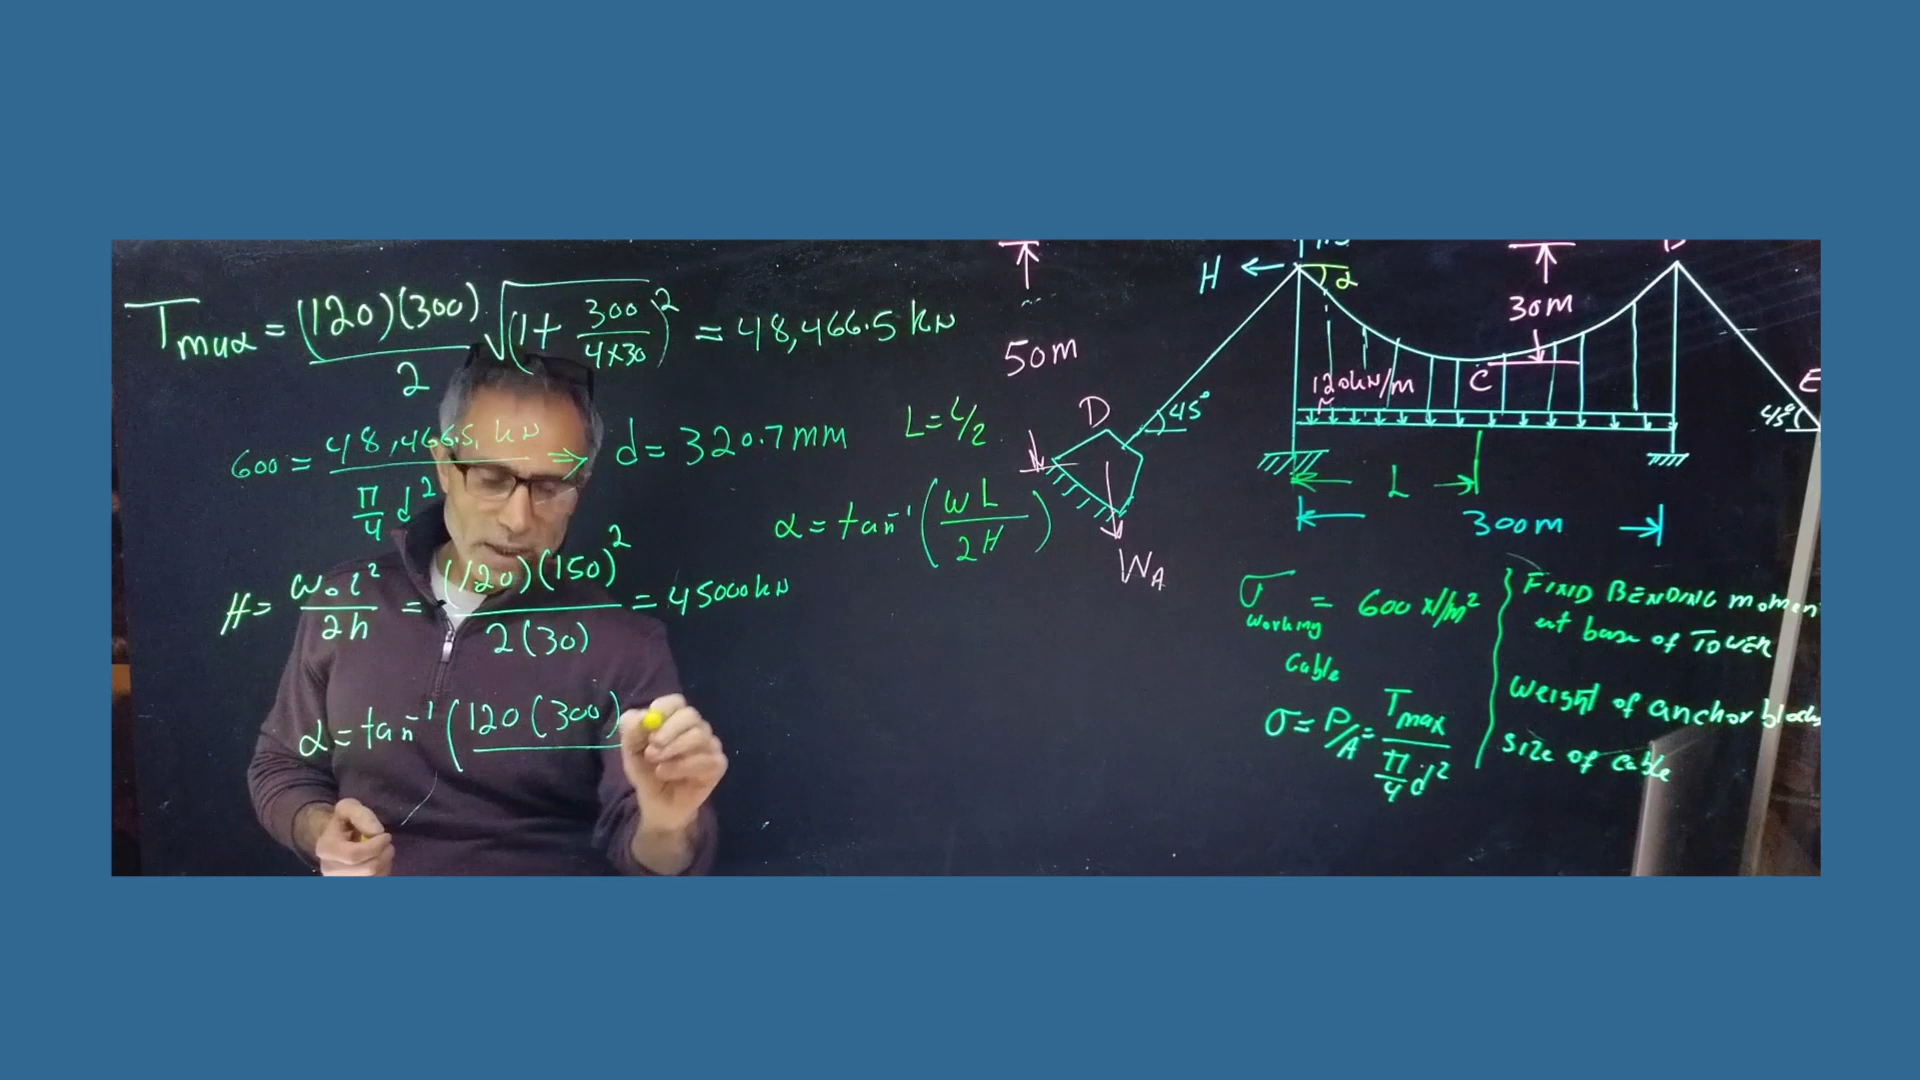 Tmax = (120)(300)/2 √(1 + 300/(4×30))² = 48,466.5 kN
600 = 48,466.5 kN / (π/4 d²) ⇒ d = 320.7 mm
L = L/2
H = w₀l²/2h = (120)(150)²/2(30) = 45000 kN
α = tan⁻¹(wL/2H)
α = tan⁻¹(120(300)
H
α
30m
50m
120kN/m
C
D
45°
E
45°
L
300m
WA
σ working = 600 N/m²
Cable
σ = P/A = Tmax / (π/4 d²)
FIND BENDING momen
at base of TOWER
Weight of anchor blocks
size of cable